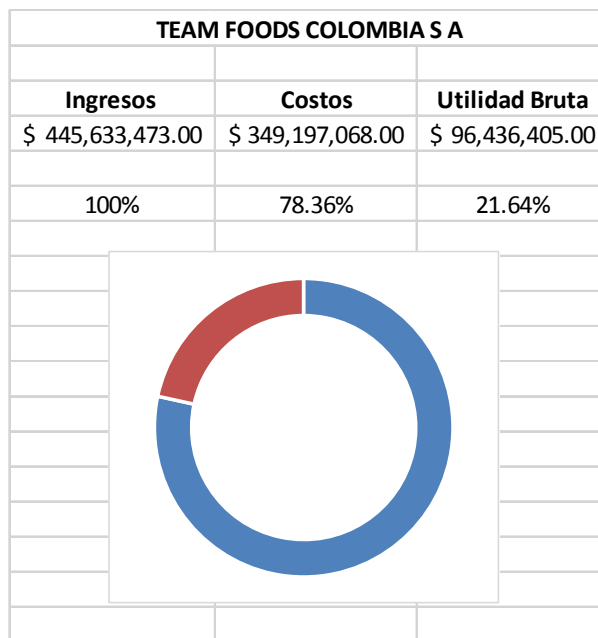 TEAM FOODS COLOMBIA S A
Ingresos Costos Utilidad Bruta
$ 445,633,473.00 $ 349,197,068.00 $ 96,436,405.00
100% 78.36% 21.64%